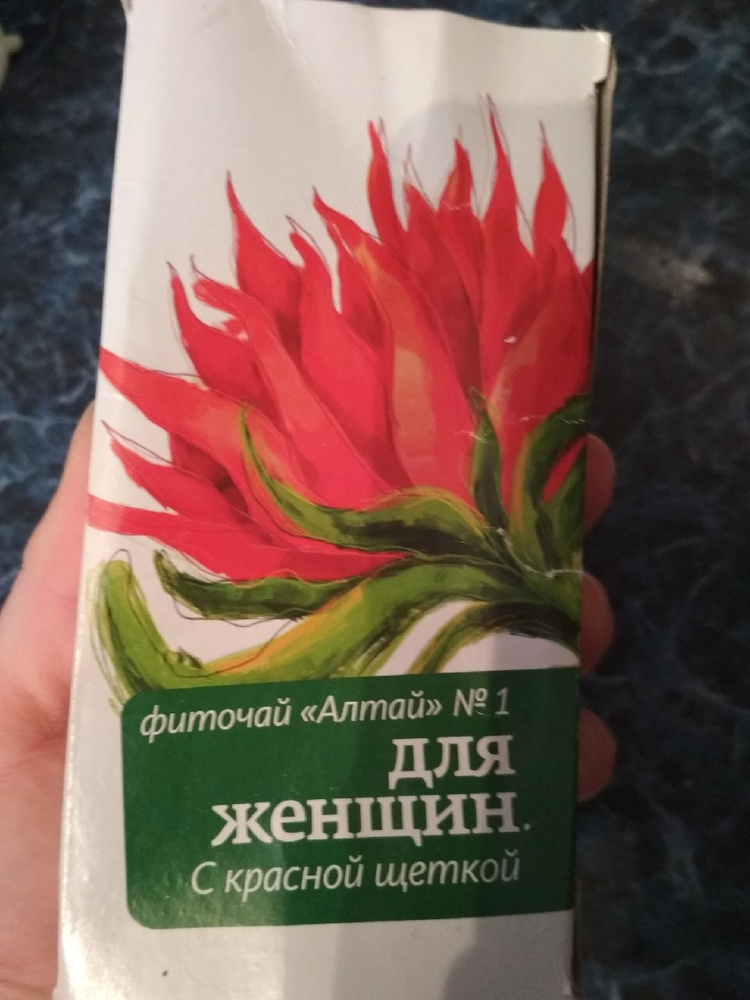 фиточай «Алтай» № 1
для
женщин.
С красной щеткой